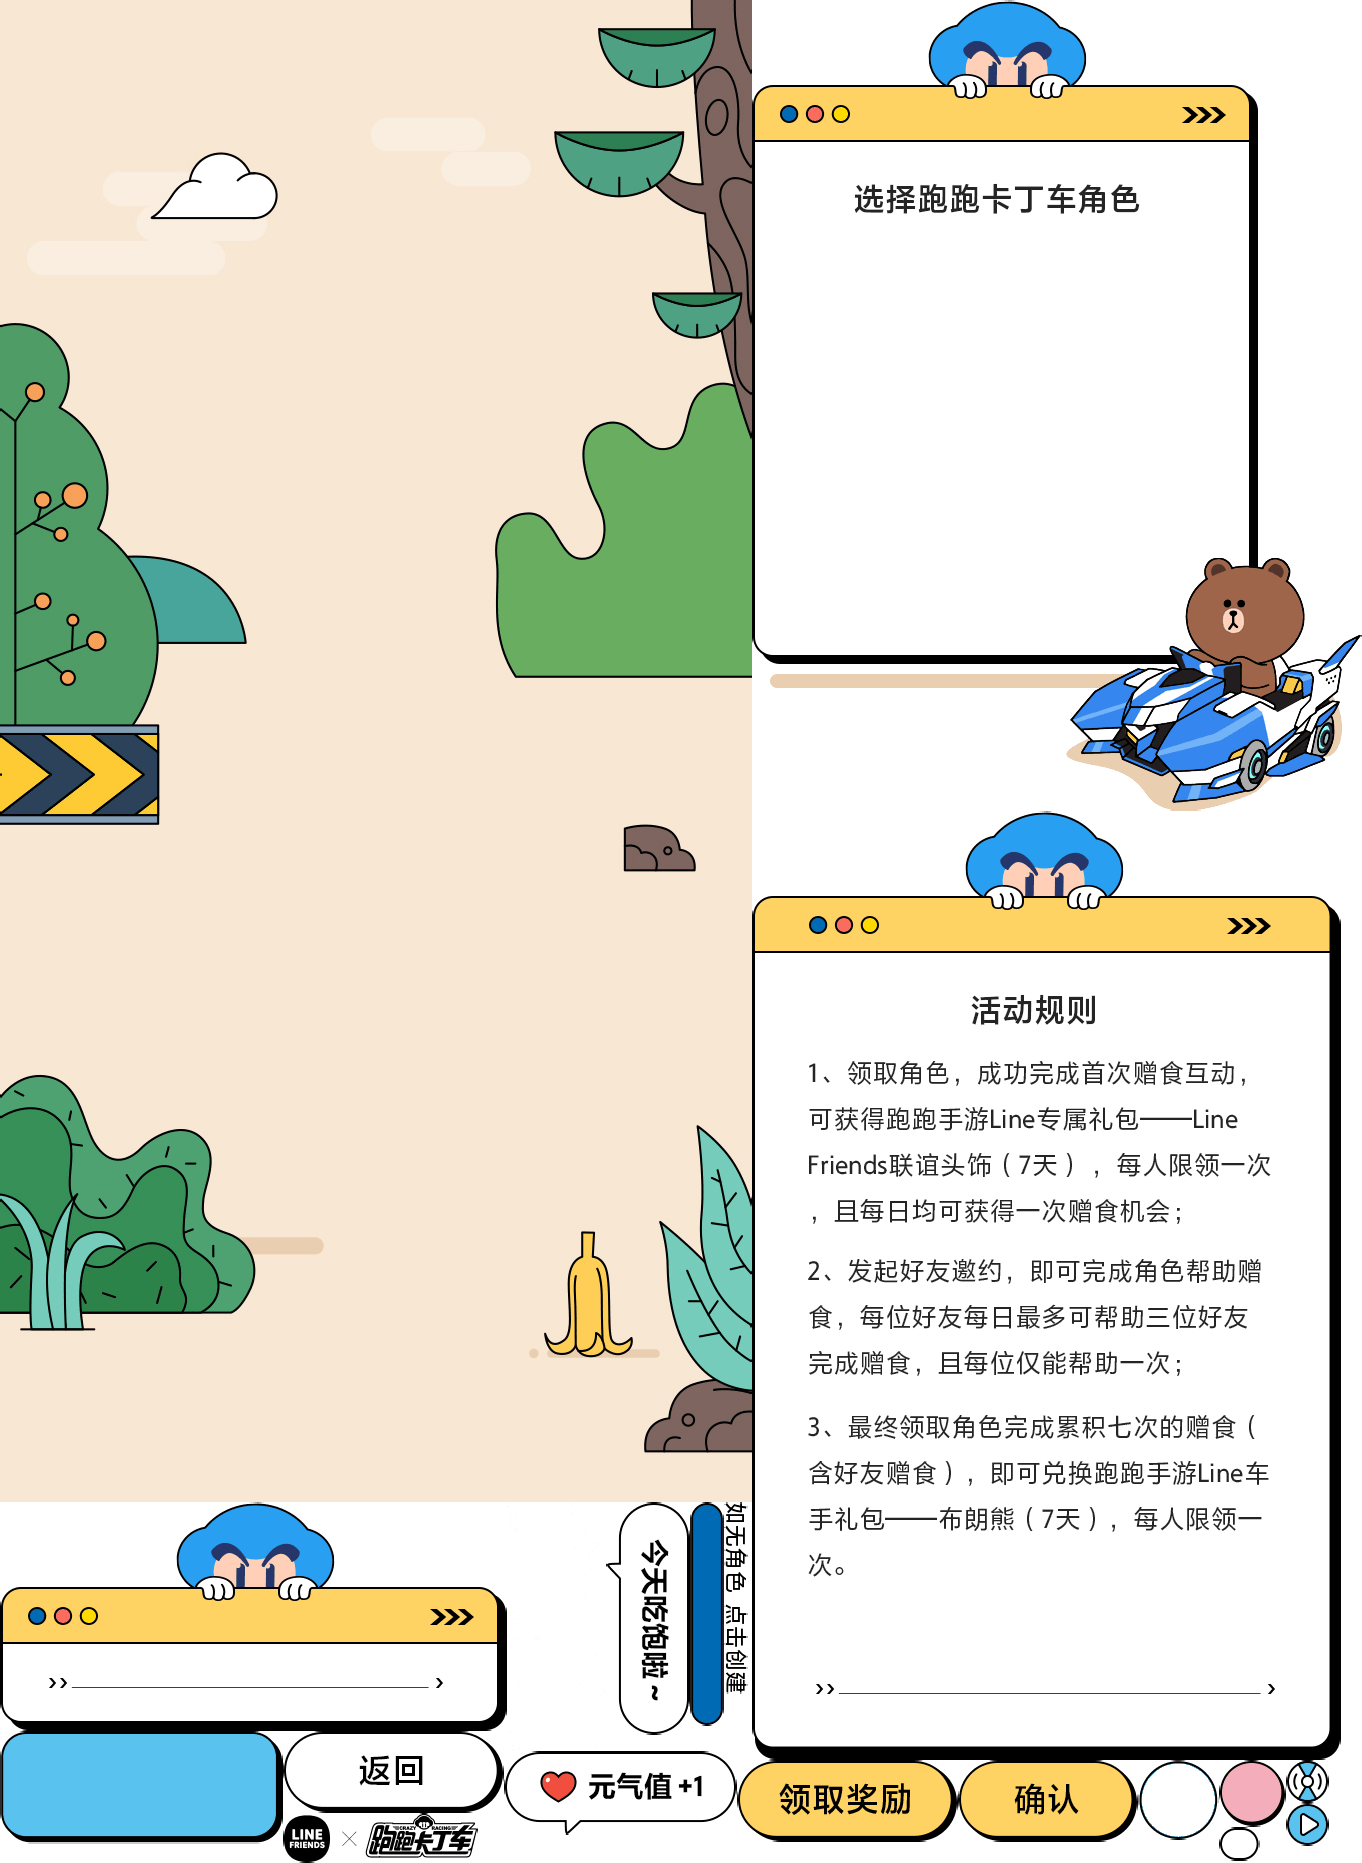 选择跑跑卡丁车角色
活动规则
1、领取角色，成功完成首次赠食互动，
可获得跑跑手游Line专属礼包——Line
Friends联谊头饰（7天），每人限领一次
，且每日均可获得一次赠食机会；
2、发起好友邀约，即可完成角色帮助赠
食，每位好友每日最多可帮助三位好友
完成赠食，且每位仅能帮助一次；
3、最终领取角色完成累积七次的赠食（
含好友赠食），即可兑换跑跑手游Line车
手礼包——布朗熊（7天），每人限领一
次。
今天吃饱啦~
如无角色 点击创建
返回
元气值+1
领取奖励
确认
LINE
FRIENDS
CRAZY RACING
跑跑卡丁车